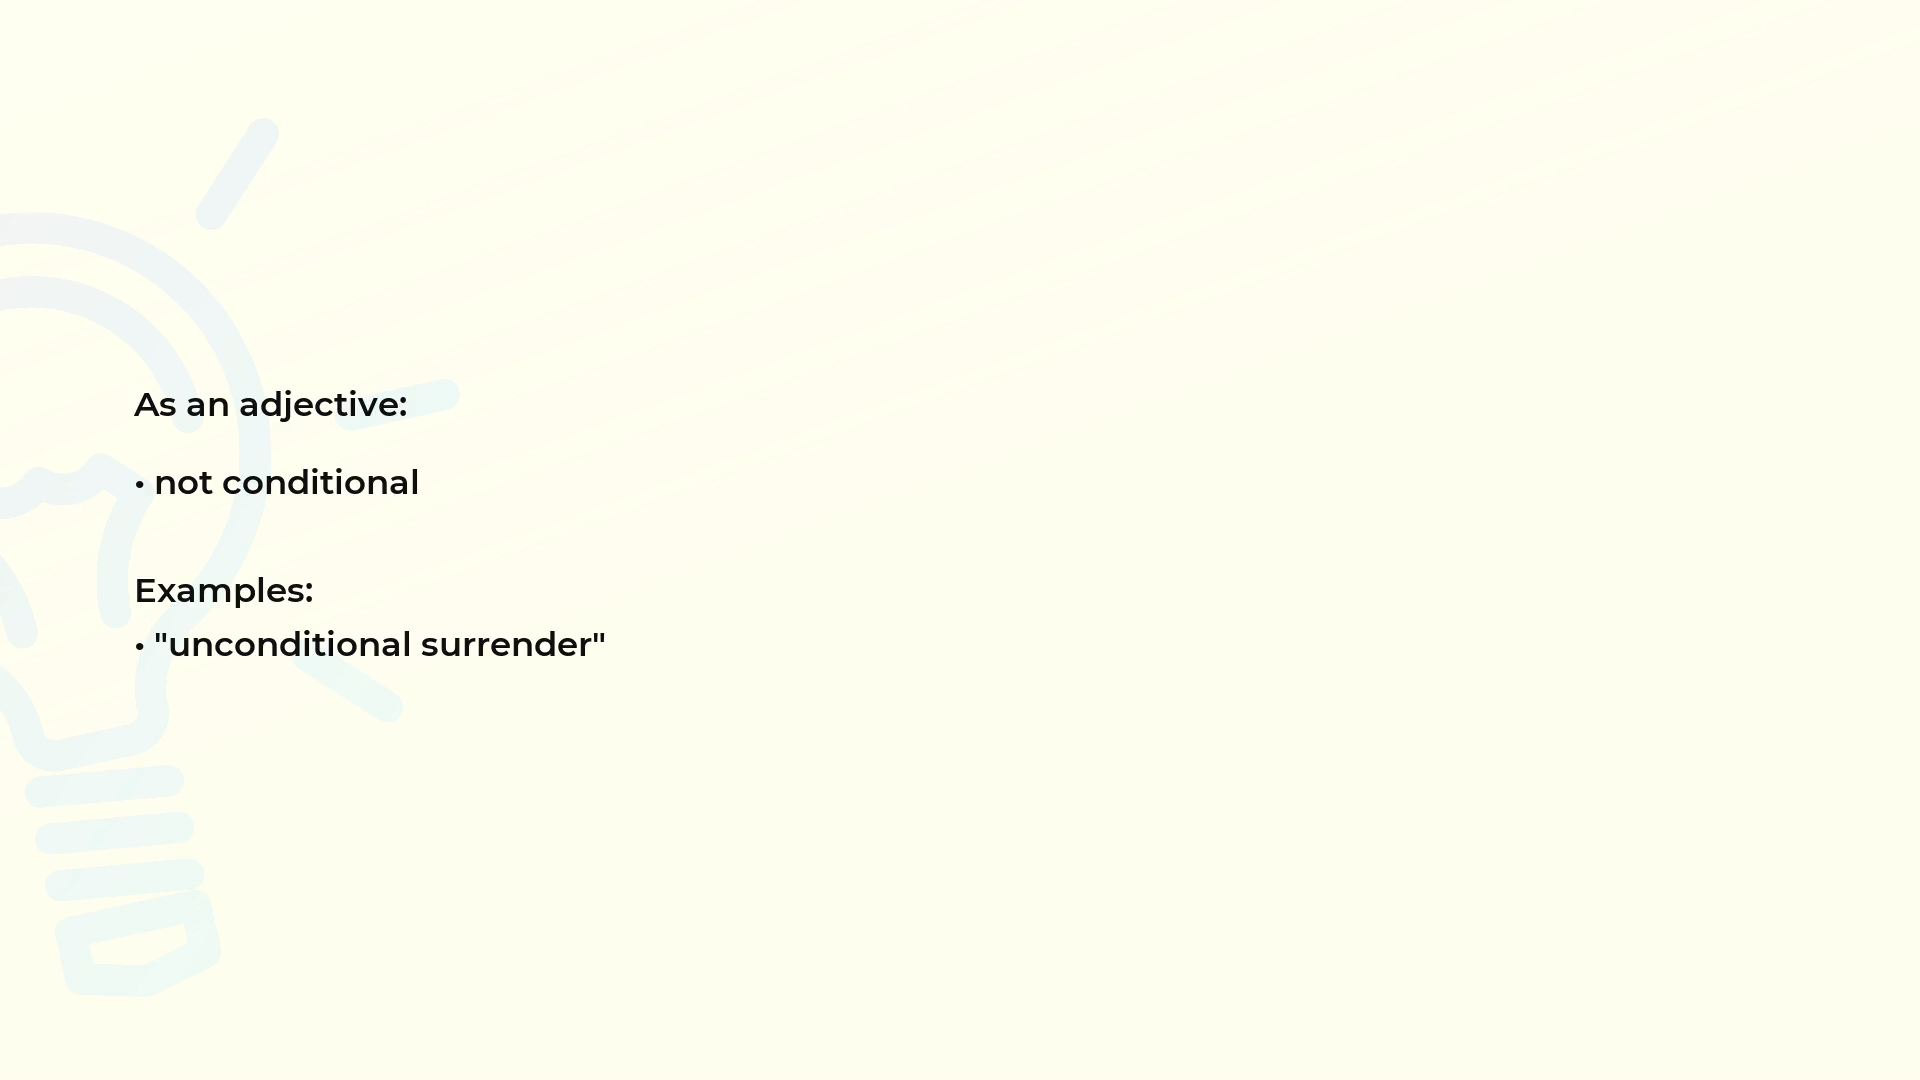 As an adjective:
• not conditional
Examples:
• "unconditional surrender"